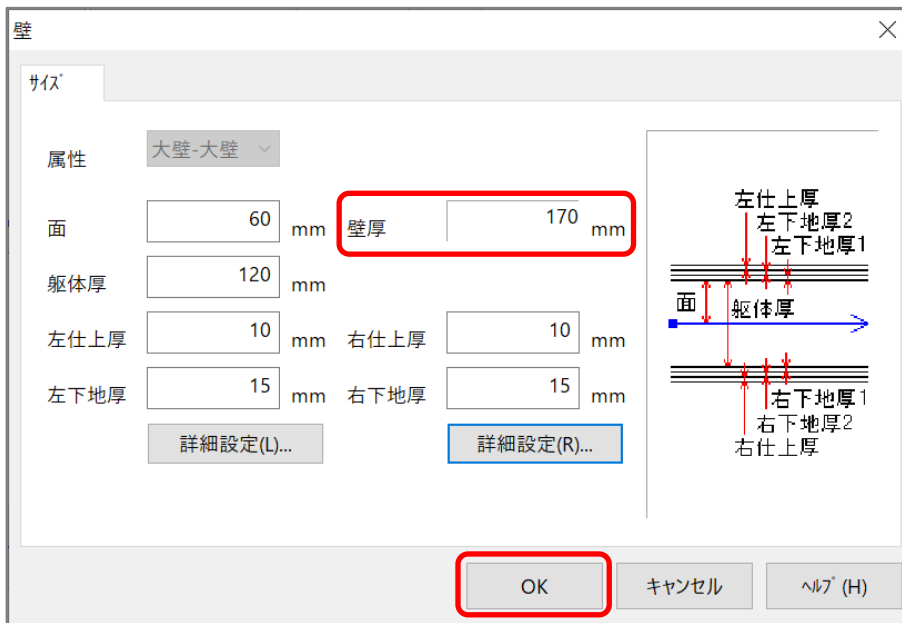 壁
ｻｲｽﾞ
属性 大壁-大壁
面 60 mm 壁厚 170 mm
躯体厚 120 mm
左仕上厚 10 mm 右仕上厚 10 mm
左下地厚 15 mm 右下地厚 15 mm
詳細設定(L)... 詳細設定(R)...
左仕上厚
左下地厚2
左下地厚1
面 躯体厚
右下地厚1
右下地厚2
右仕上厚
OK キャンセル ﾍﾙﾌﾟ(H)